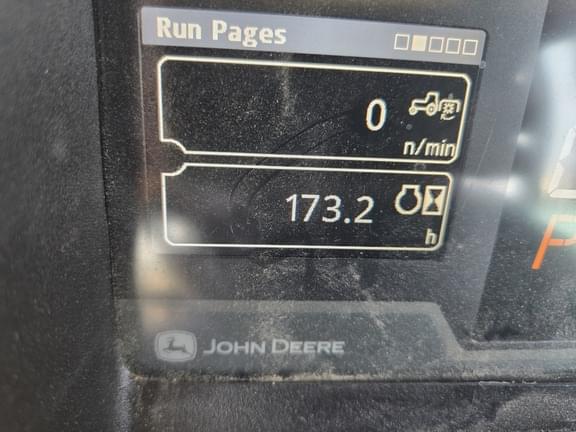 Run Pages
0
n/min
173.2
h
JOHN DEERE
P